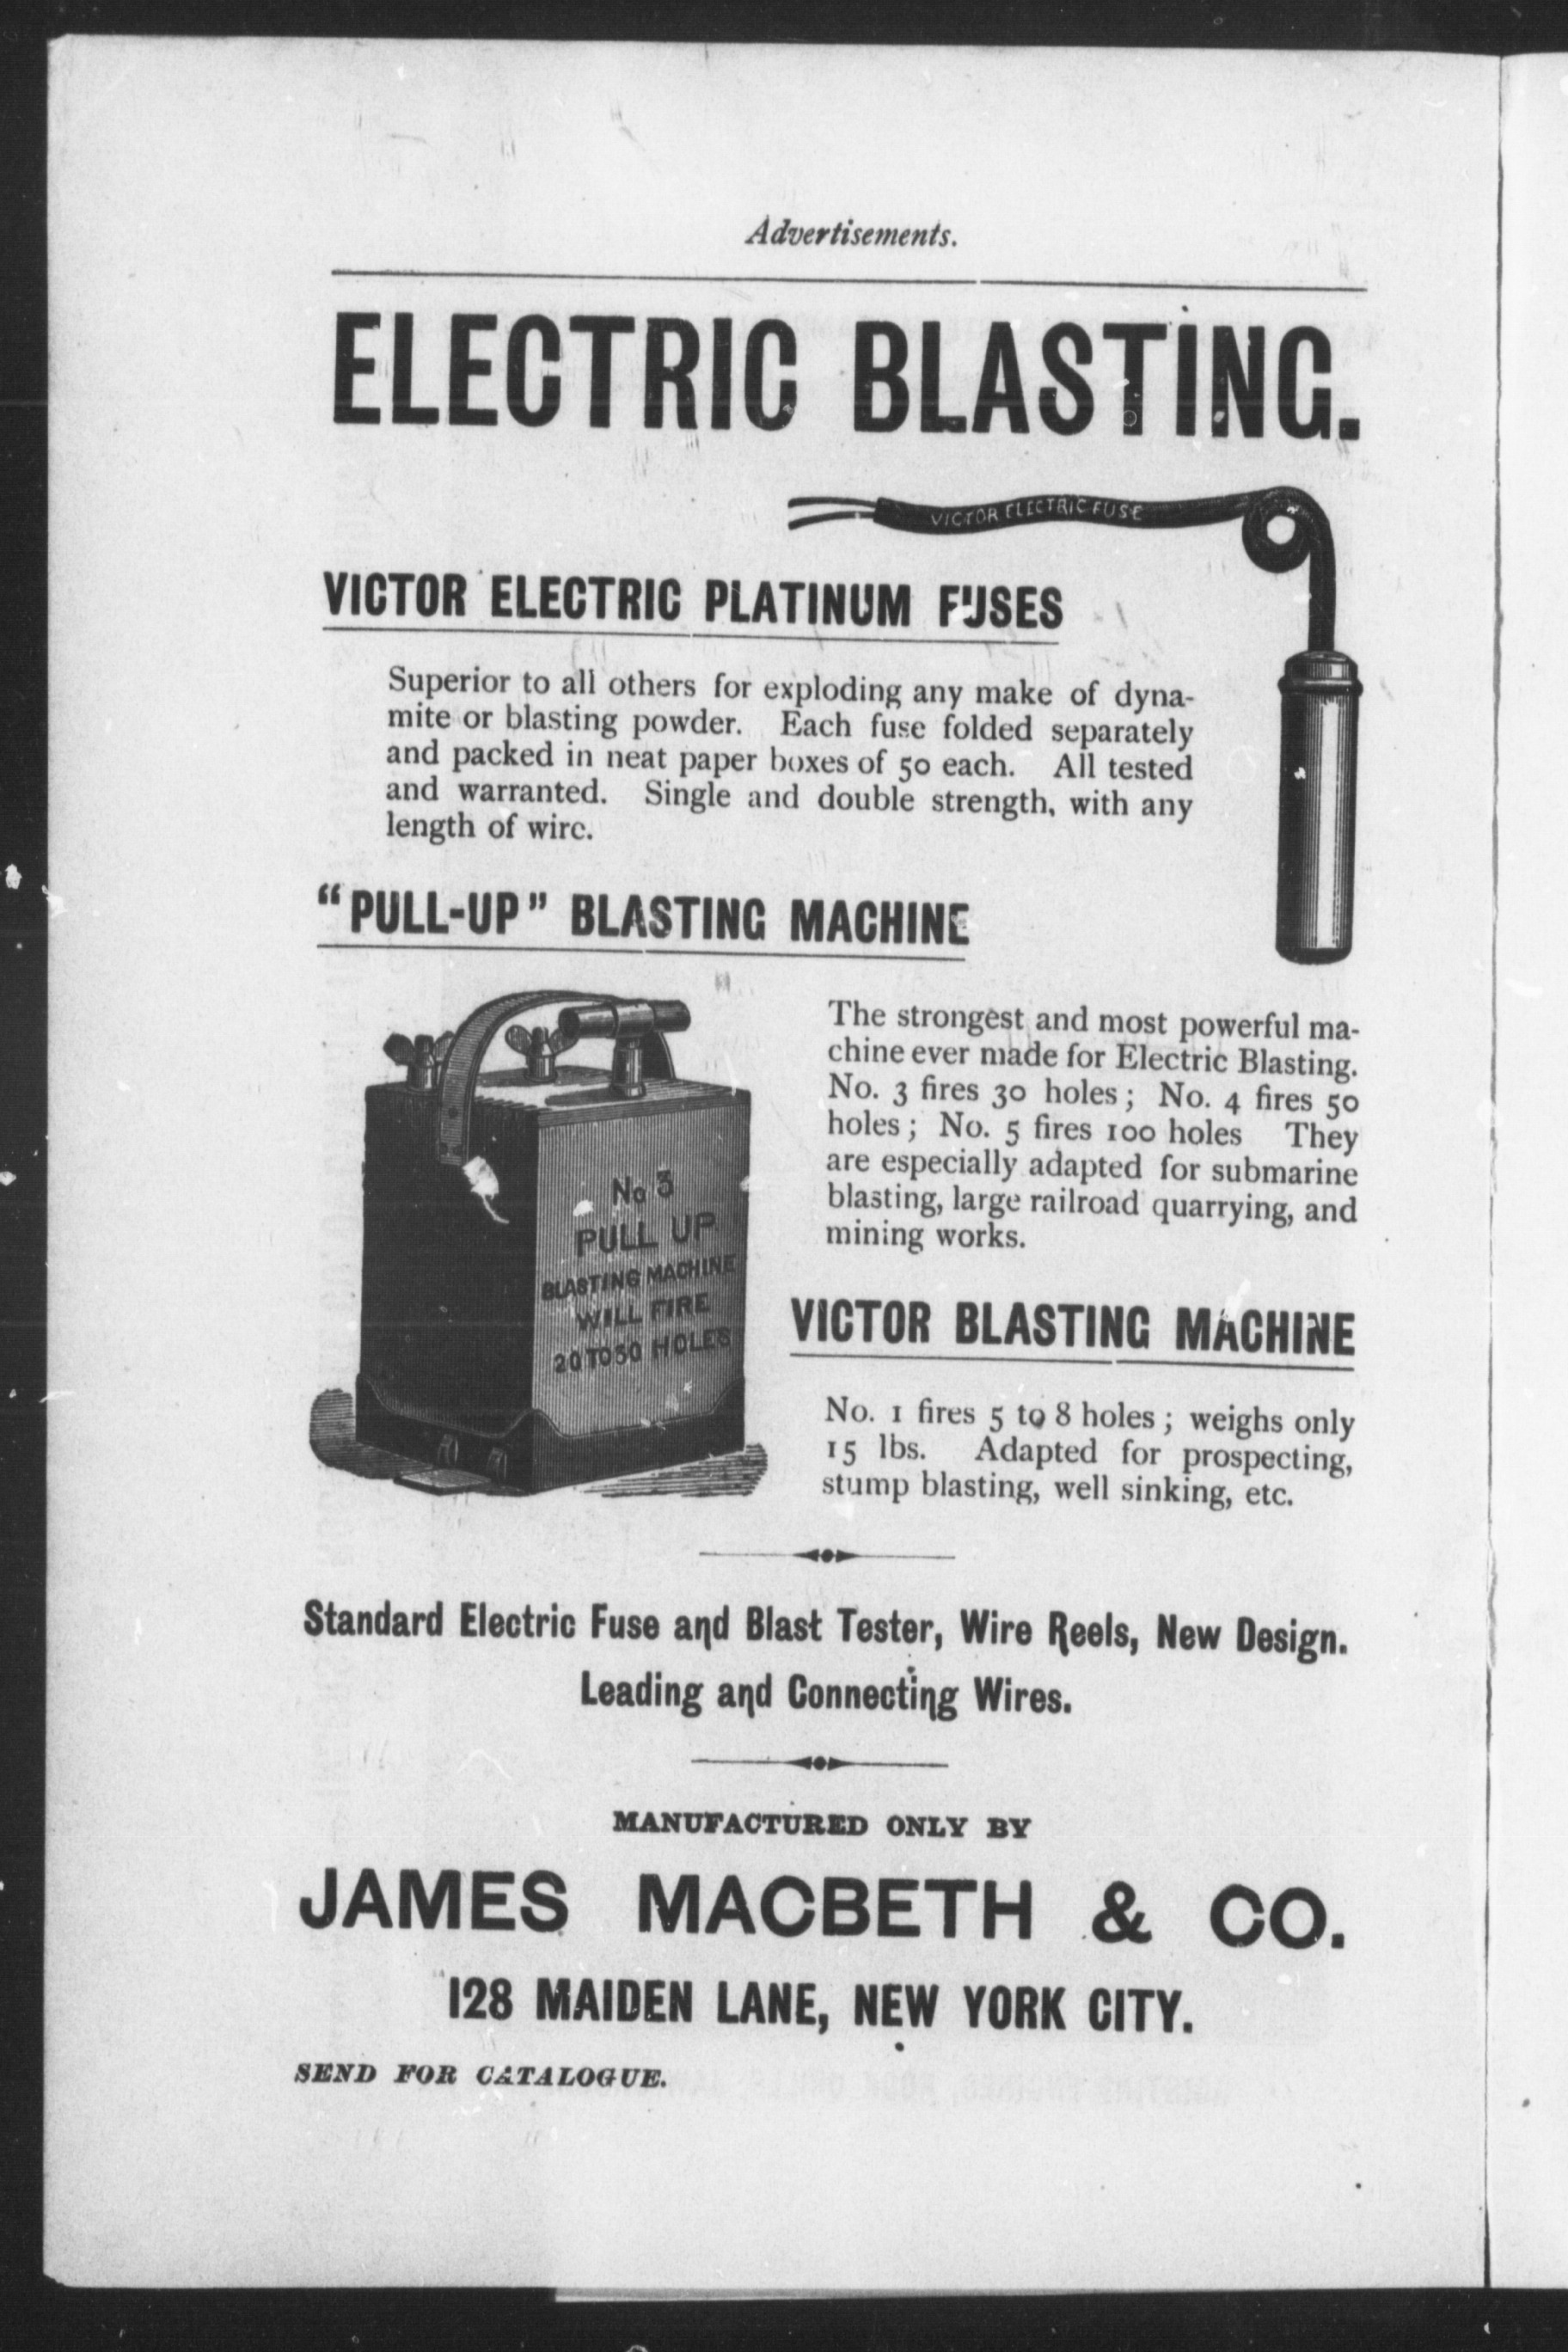 Advertisements.
ELECTRIC BLASTING.
VICTOR ELECTRIC FUSE
VICTOR ELECTRIC PLATINUM FUSES
Superior to all others for exploding any make of dyna-
mite or blasting powder. Each fuse folded separately
and packed in neat paper boxes of 50 each. All tested
and warranted. Single and double strength, with any
length of wire.
"PULL-UP" BLASTING MACHINE
No 3
PULL UP
BLASTING MACHINE
WILL FIRE
20 TO 30 HOLES
The strongest and most powerful ma-
chine ever made for Electric Blasting.
No. 3 fires 30 holes; No. 4 fires 50
holes; No. 5 fires 100 holes They
are especially adapted for submarine
blasting, large railroad quarrying, and
mining works.
VICTOR BLASTING MACHINE
No. 1 fires 5 to 8 holes; weighs only
15 lbs. Adapted for prospecting,
stump blasting, well sinking, etc.
Standard Electric Fuse and Blast Tester, Wire Reels, New Design.
Leading and Connecting Wires.
MANUFACTURED ONLY BY
JAMES MACBETH & CO.
128 MAIDEN LANE, NEW YORK CITY.
SEND FOR CATALOGUE.